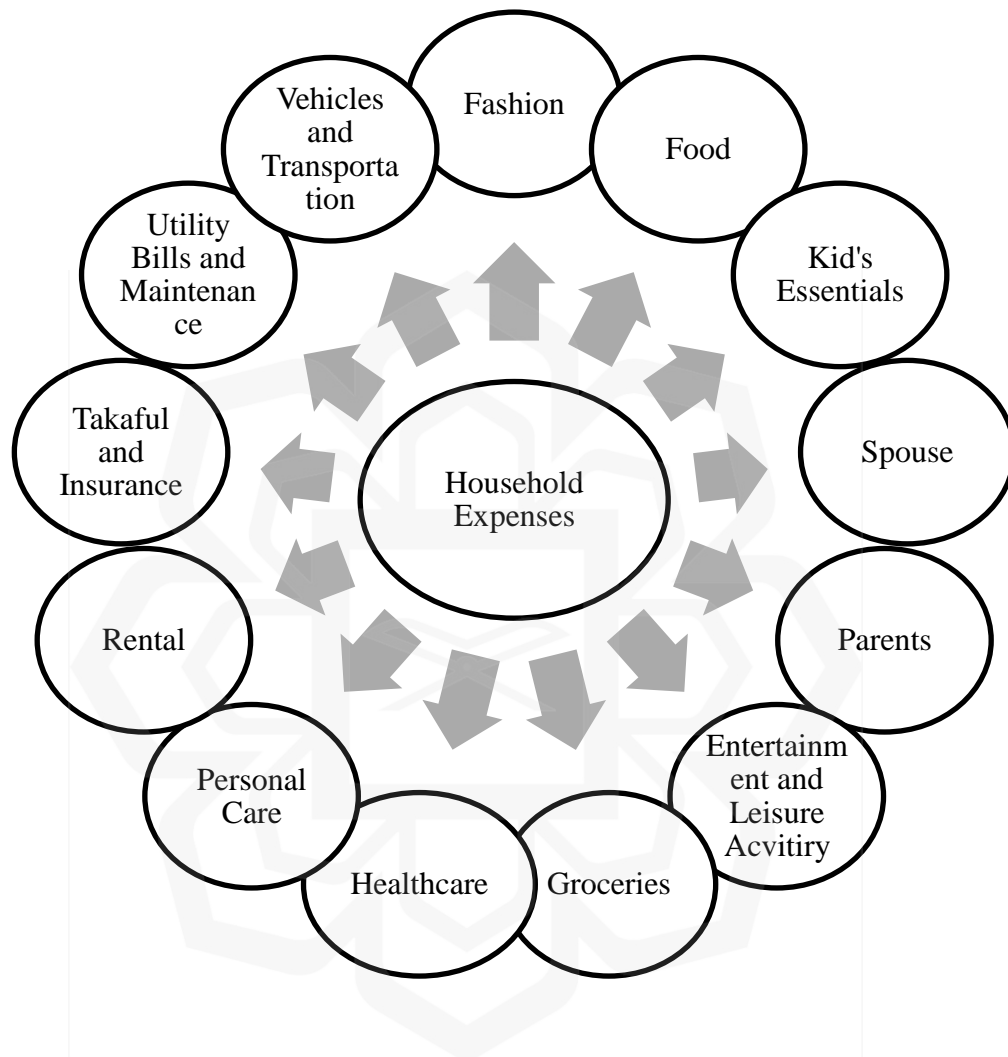 Fashion
Food
Kid's
Essentials
Spouse
Parents
Entertainm
ent and
Leisure
Acvitiry
Groceries
Healthcare
Personal
Care
Rental
Takaful
and
Insurance
Utility
Bills and
Maintenan
ce
Vehicles
and
Transporta
tion
Household
Expenses